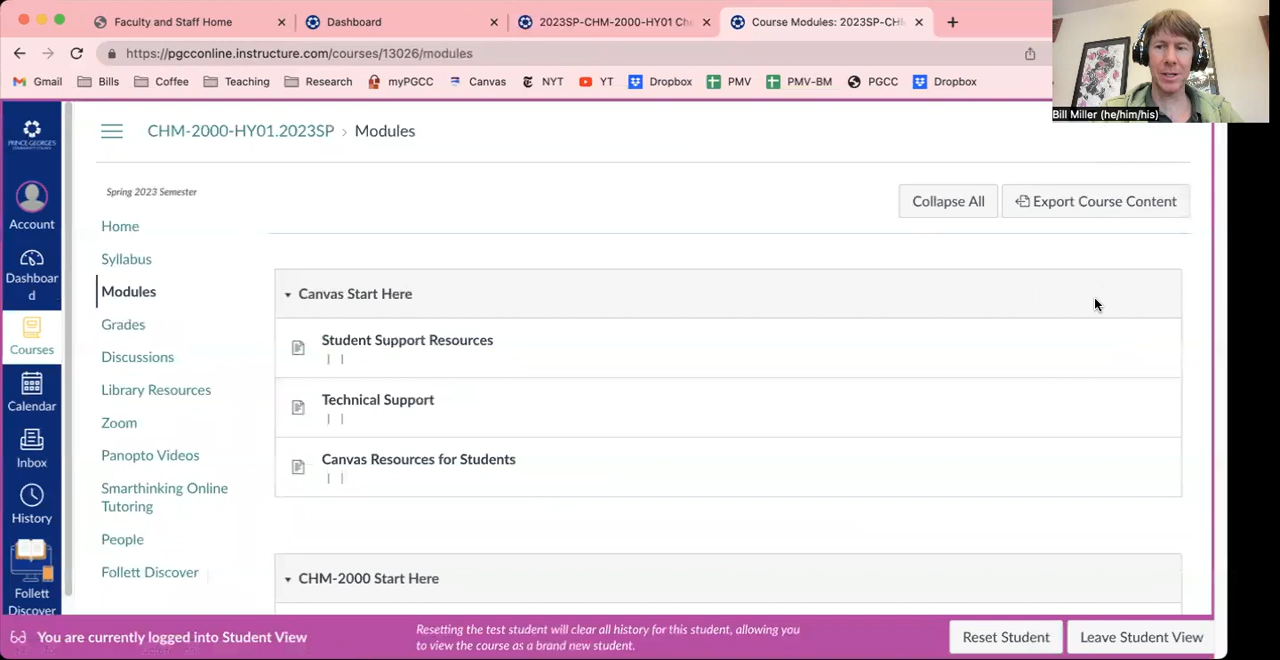 Faculty and Staff Home
Dashboard
2023SP-CHM-2000-HY01 Ch
Course Modules: 2023SP-CH
https://pgcconline.instructure.com/courses/13026/modules
Gmail
Bills
Coffee
Teaching
Research
myPGCC
Canvas
NYT
YT
Dropbox
PMV
PMV-BM
PGCC
Dropbox
Bill Miller (he/him/his)
PRINCE GEORGE'S
COMMUNITY COLLEGE
Account
Dashboar
d
Courses
Calendar
Inbox
History
Follett
Discover
CHM-2000-HY01.2023SP › Modules
Spring 2023 Semester
Home
Syllabus
Modules
Grades
Discussions
Library Resources
Zoom
Panopto Videos
Smarthinking Online
Tutoring
People
Follett Discover
Collapse All
Export Course Content
Canvas Start Here
Student Support Resources
| |
Technical Support
| |
Canvas Resources for Students
| |
CHM-2000 Start Here
You are currently logged into Student View
Resetting the test student will clear all history for this student, allowing
you to view the course as a brand new student.
Reset Student
Leave Student View